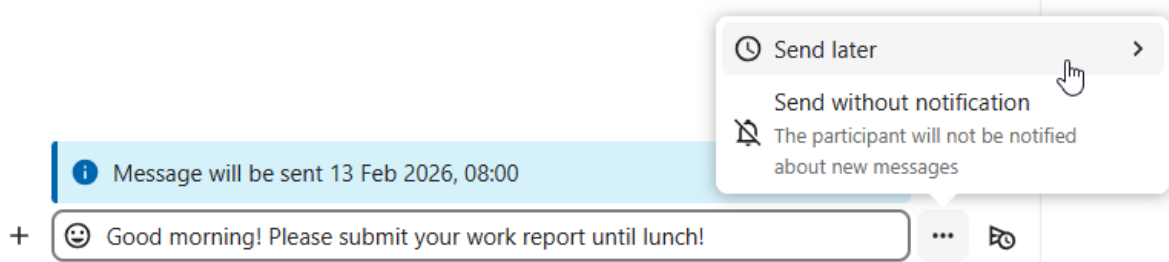 Send later
Send without notification
The participant will not be notified
about new messages
Message will be sent 13 Feb 2026, 08:00
Good morning! Please submit your work report until lunch!